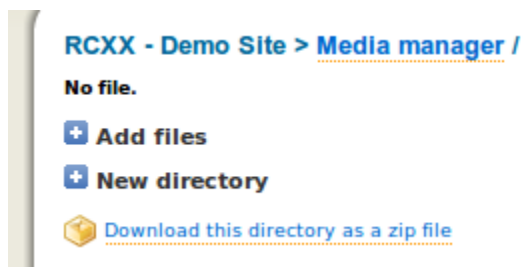 RCXX - Demo Site > Media manager /
No file.
Add files
New directory
Download this directory as a zip file